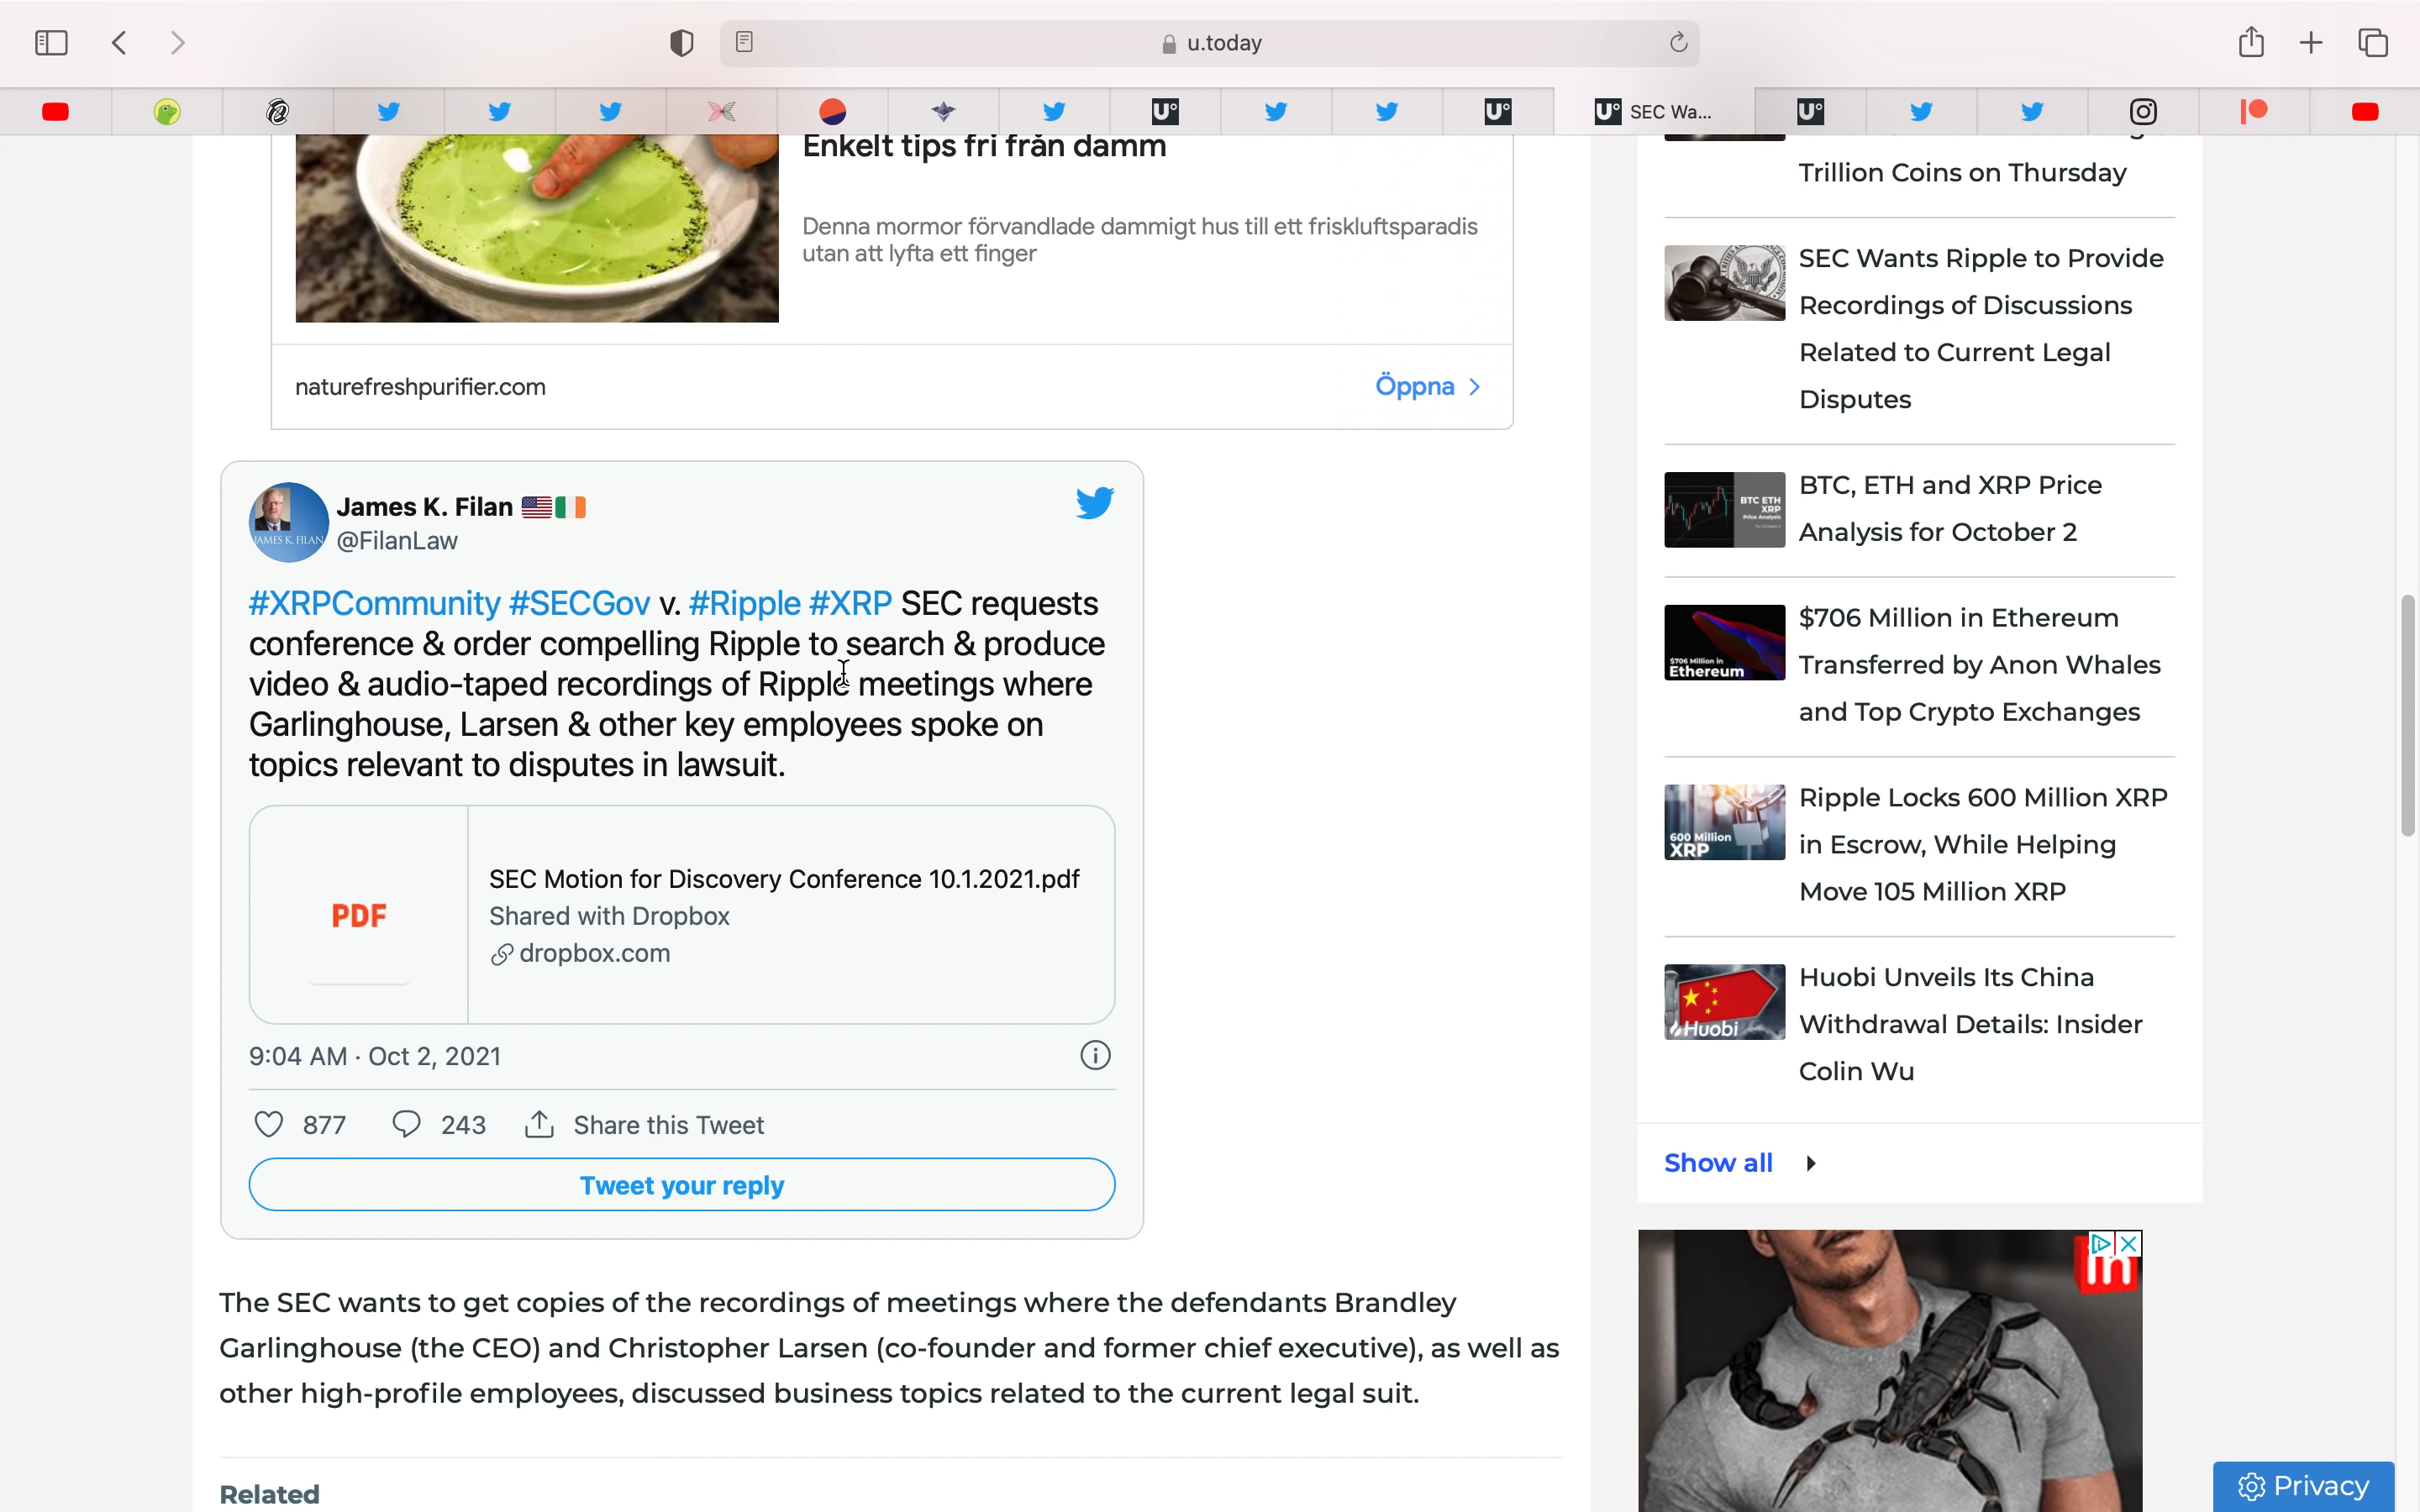 u.today
U°
U°
U° SEC Wa...
U°
Enkelt tips fri från damm
Denna mormor förvandlade dammigt hus till ett friskluftsparadis
utan att lyfta ett finger
naturefreshpurifier.com
Öppna
James K. Filan
@FilanLaw
JAMES K. FILAN
#XRPCommunity #SECGov v. #Ripple #XRP SEC requests
conference & order compelling Ripple to search & produce
video & audio-taped recordings of Ripple meetings where
Garlinghouse, Larsen & other key employees spoke on
topics relevant to disputes in lawsuit.
PDF
SEC Motion for Discovery Conference 10.1.2021.pdf
Shared with Dropbox
dropbox.com
9:04 AM · Oct 2, 2021
877
243
Share this Tweet
Tweet your reply
The SEC wants to get copies of the recordings of meetings where the defendants Brandley
Garlinghouse (the CEO) and Christopher Larsen (co-founder and former chief executive), as well as
other high-profile employees, discussed business topics related to the current legal suit.
Related
Trillion Coins on Thursday
SEC Wants Ripple to Provide
Recordings of Discussions
Related to Current Legal
Disputes
BTC ETH
XRP
Price Analysis
BTC, ETH and XRP Price
Analysis for October 2
$706 Million in
Ethereum
$706 Million in Ethereum
Transferred by Anon Whales
and Top Crypto Exchanges
600 Million
XRP
Ripple Locks 600 Million XRP
in Escrow, While Helping
Move 105 Million XRP
Huobi
Huobi Unveils Its China
Withdrawal Details: Insider
Colin Wu
Show all
in
Privacy